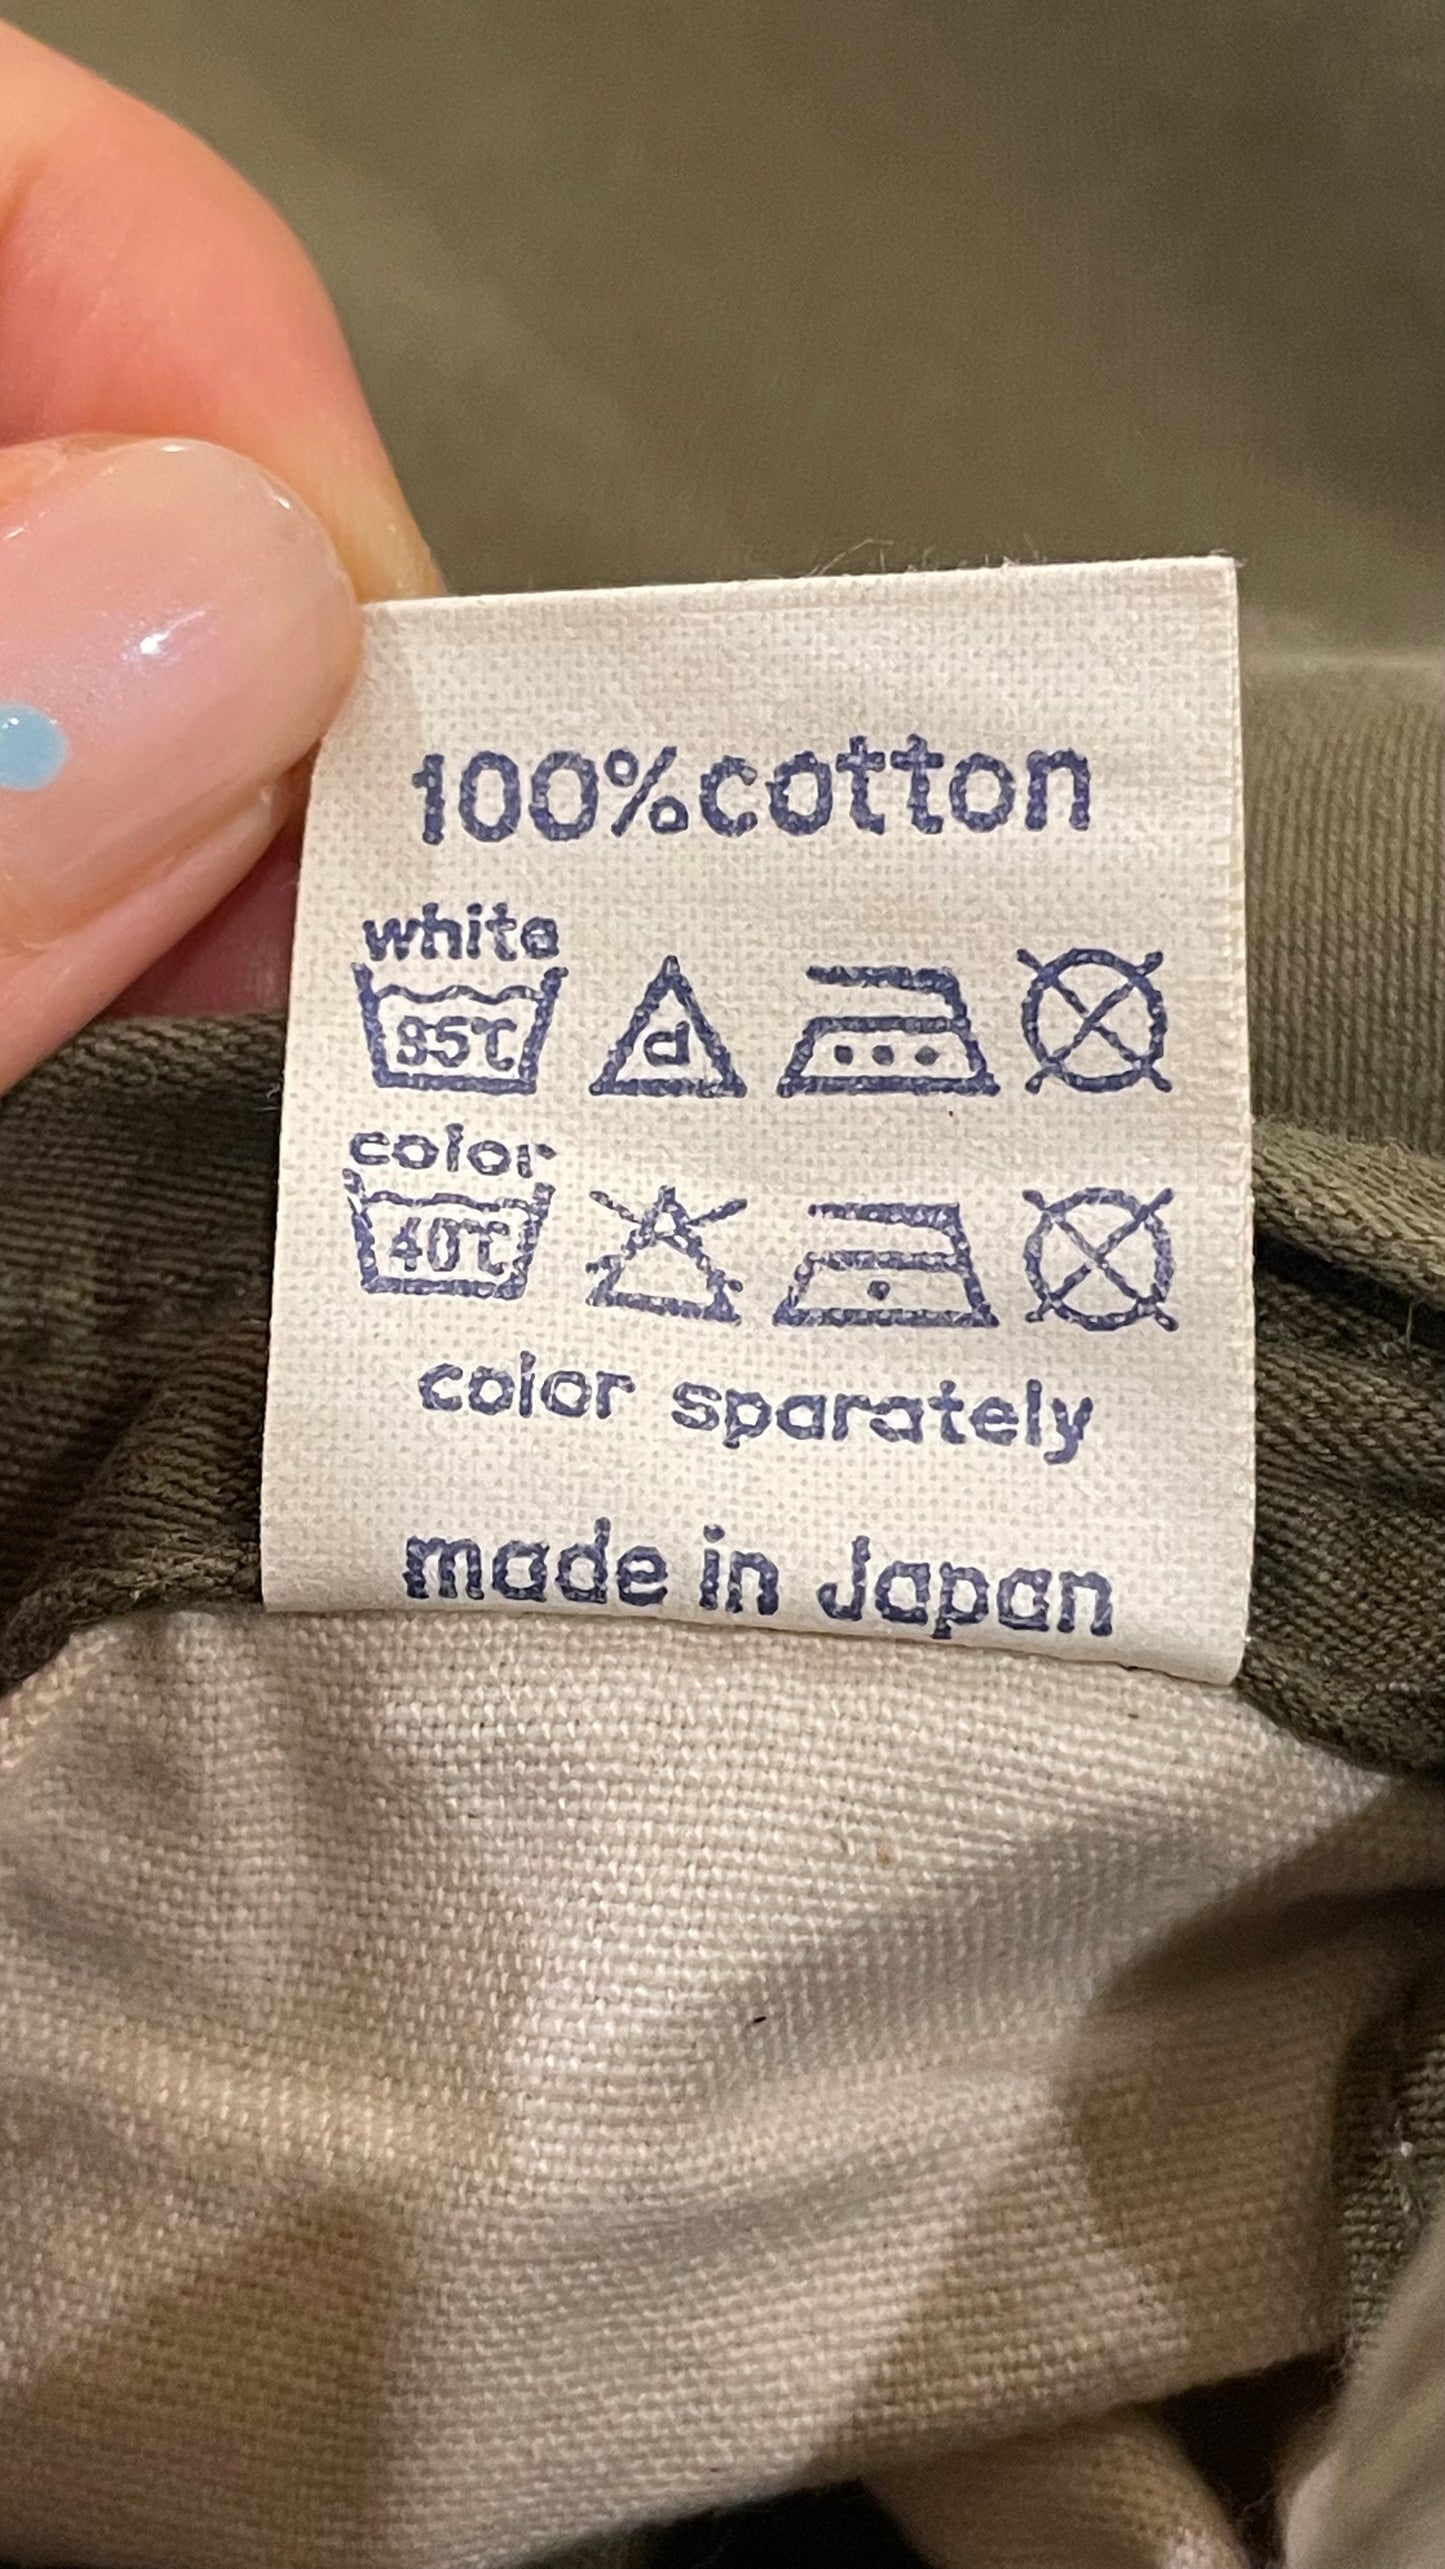 100%cotton
white
95℃ d
color
40℃
color sparately
made in Japan